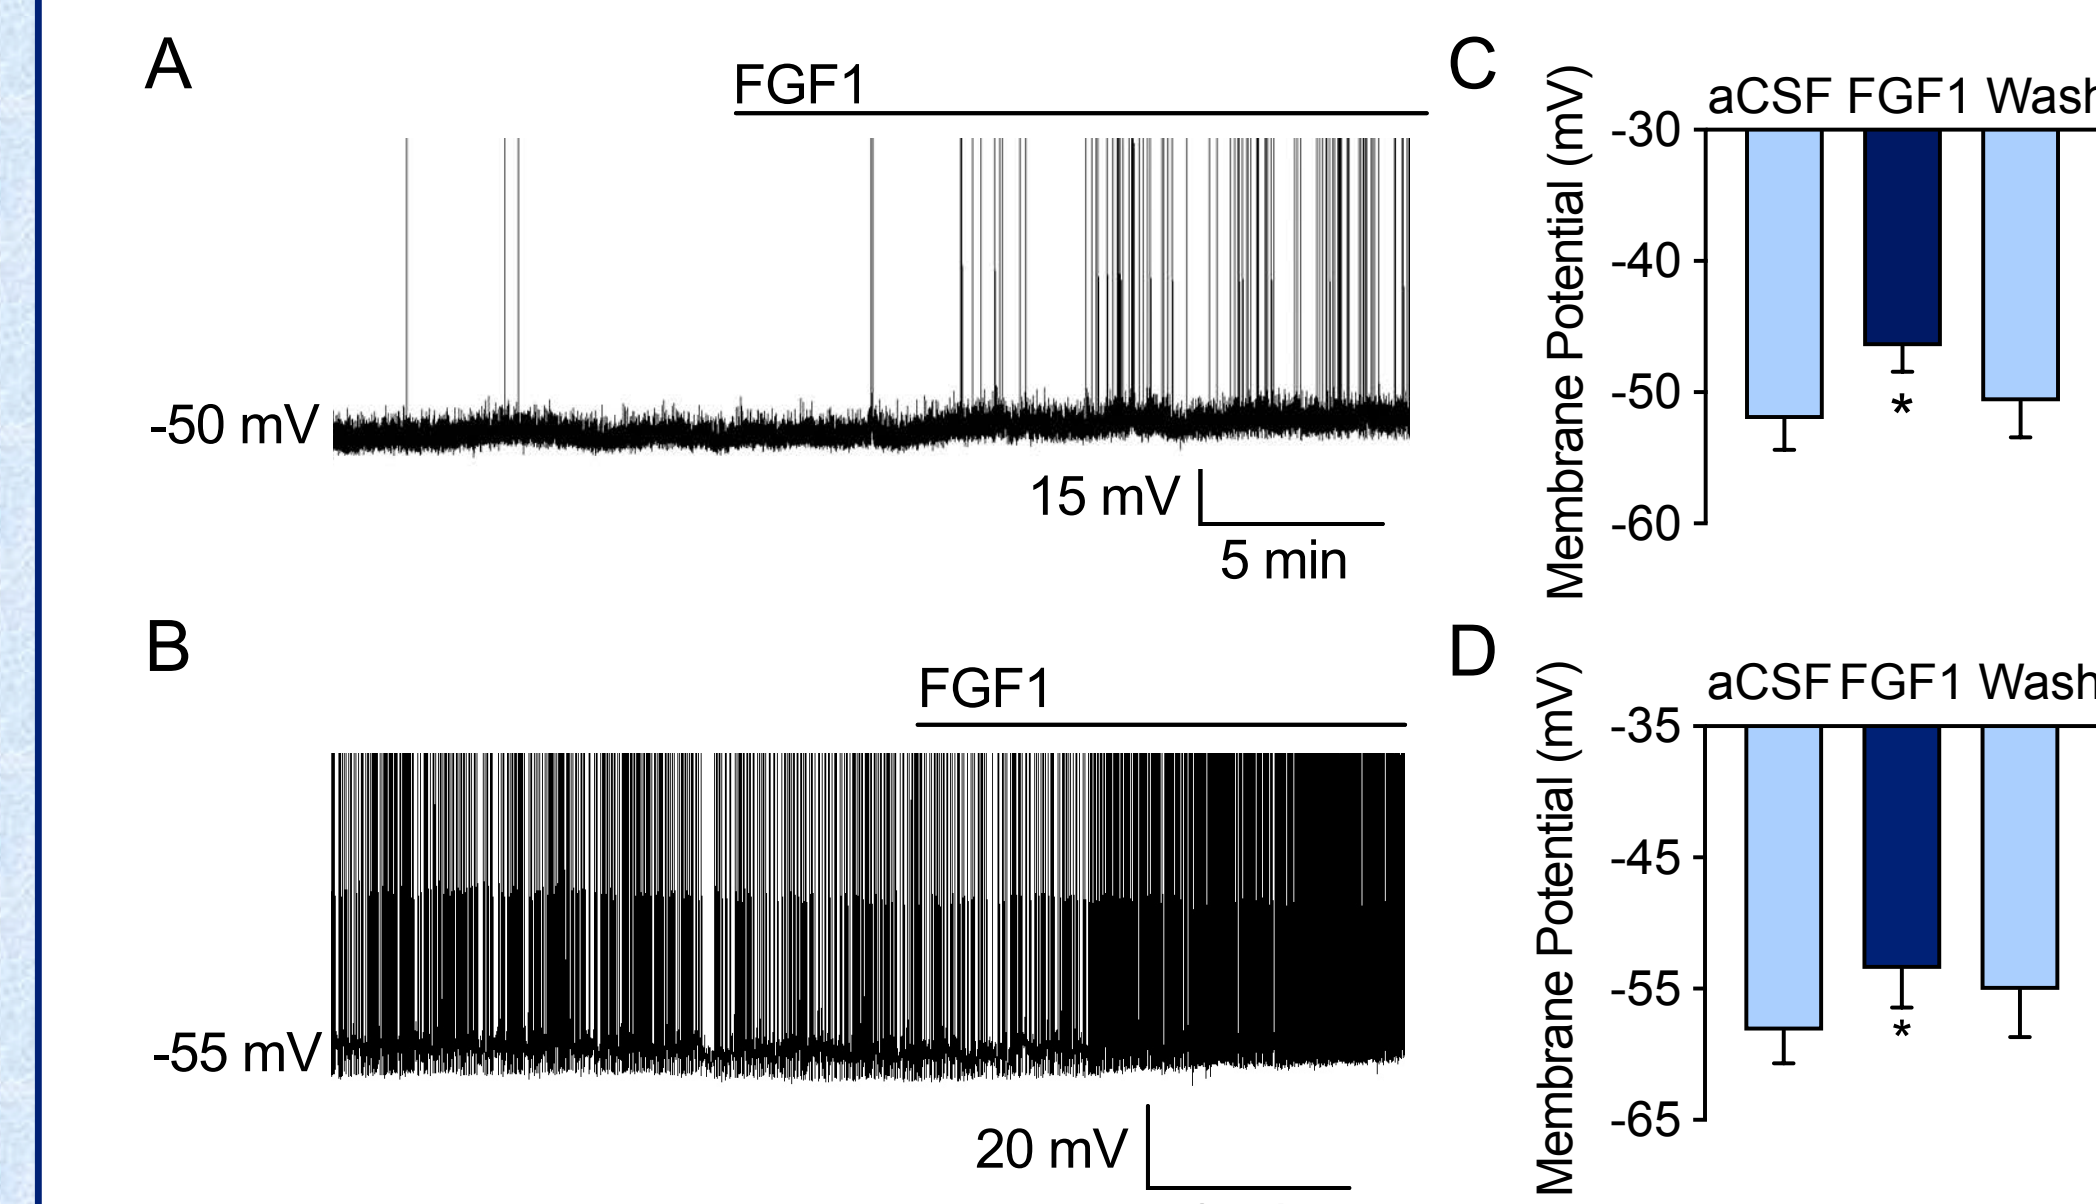 A
FGF1
-50 mV
15 mV
5 min
B
FGF1
-55 mV
20 mV
C
Membrane Potential (mV)
aCSF FGF1 Wash
-30
-40
-50
*
-60
D
Membrane Potential (mV)
aCSF FGF1 Wash
-35
-45
-55
*
-65